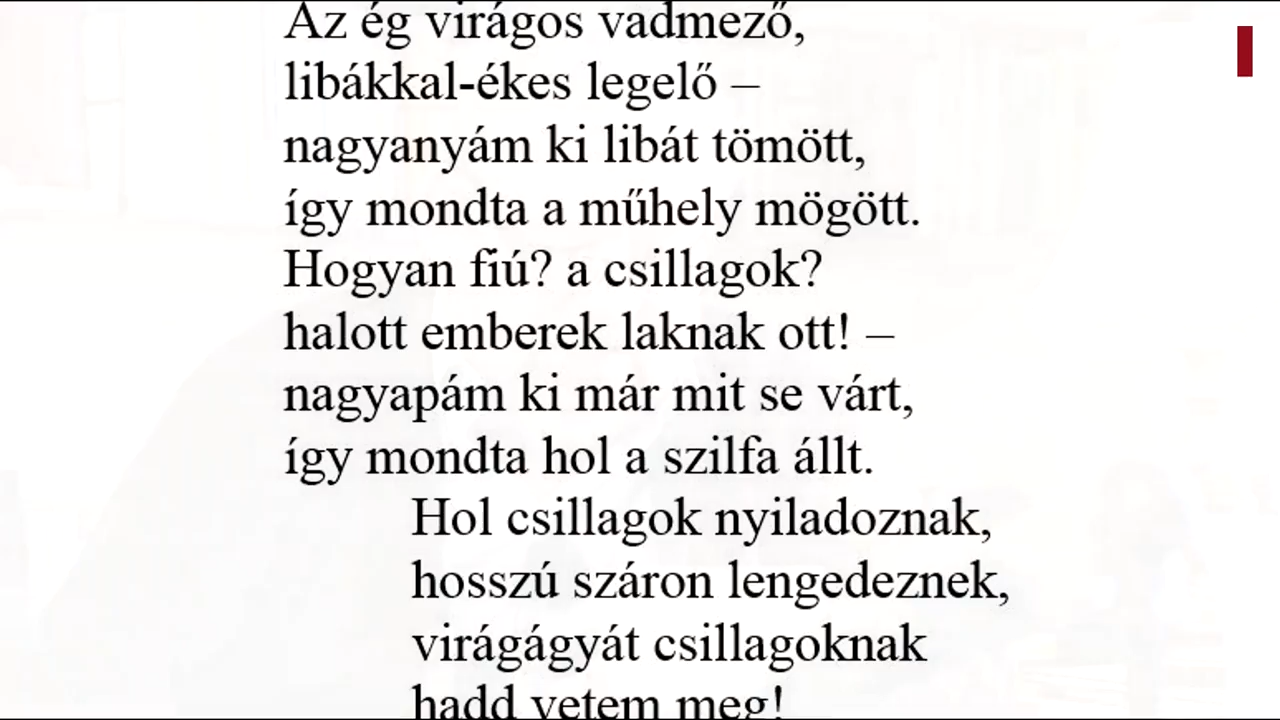 Az ég virágos vadmező,
libákkal-ékes legelő –
nagyanyám ki libát tömött,
így mondta a műhely mögött.
Hogyan fiú? a csillagok?
halott emberek laknak ott! –
nagyapám ki már mit se várt,
így mondta hol a szilfa állt.
Hol csillagok nyiladoznak,
hosszú száron lengedeznek,
virágágyát csillagoknak
hadd vetem meg!